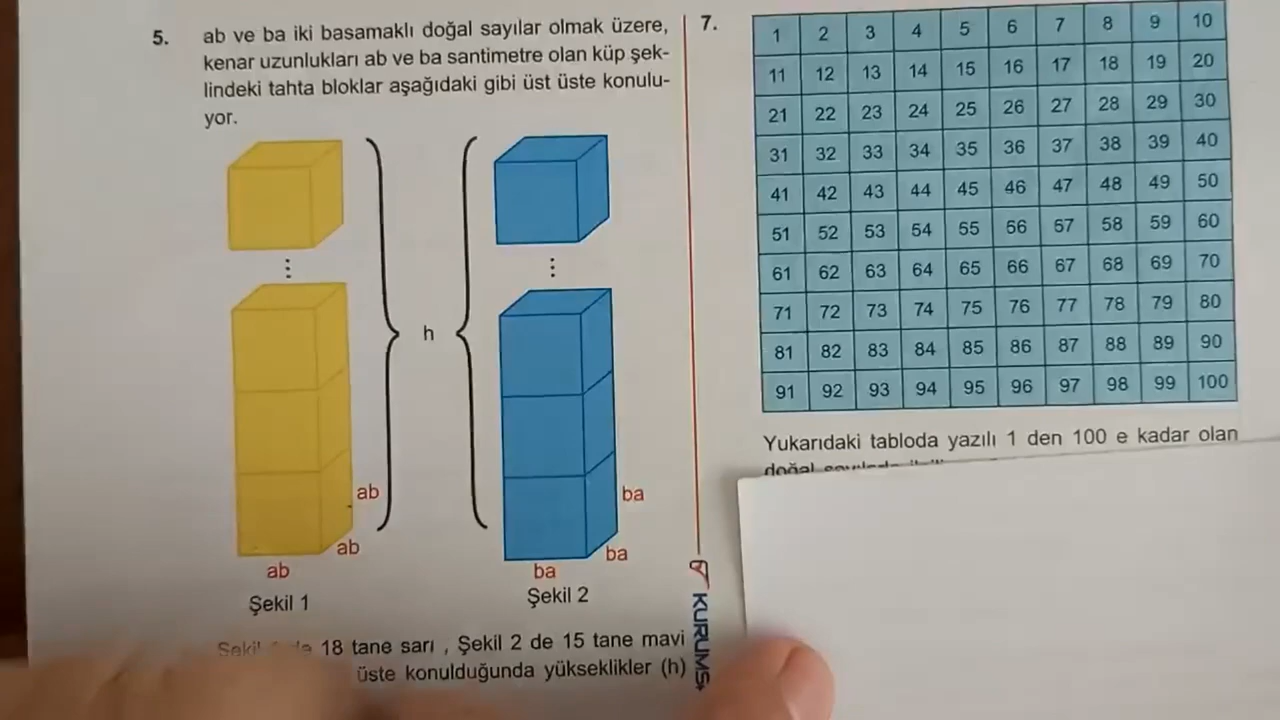 5.
ab ve ba iki basamaklı doğal sayılar olmak üzere,
kenar uzunlukları ab ve ba santimetre olan küp şek-
lindeki tahta bloklar aşağıdaki gibi üst üste konulu-
yor.
h
ab
ab
ab
Şekil 1
ba
ba
ba
Şekil 2
18 tane sarı , Şekil 2 de 15 tane mavi
üste konulduğunda yükseklikler (h)
KURUMS
7.
1 2 3 4 5 6 7 8 9 10
11 12 13 14 15 16 17 18 19 20
21 22 23 24 25 26 27 28 29 30
31 32 33 34 35 36 37 38 39 40
41 42 43 44 45 46 47 48 49 50
51 52 53 54 55 56 57 58 59 60
61 62 63 64 65 66 67 68 69 70
71 72 73 74 75 76 77 78 79 80
81 82 83 84 85 86 87 88 89 90
91 92 93 94 95 96 97 98 99 100
Yukarıdaki tabloda yazılı 1 den 100 e kadar olan
doğal